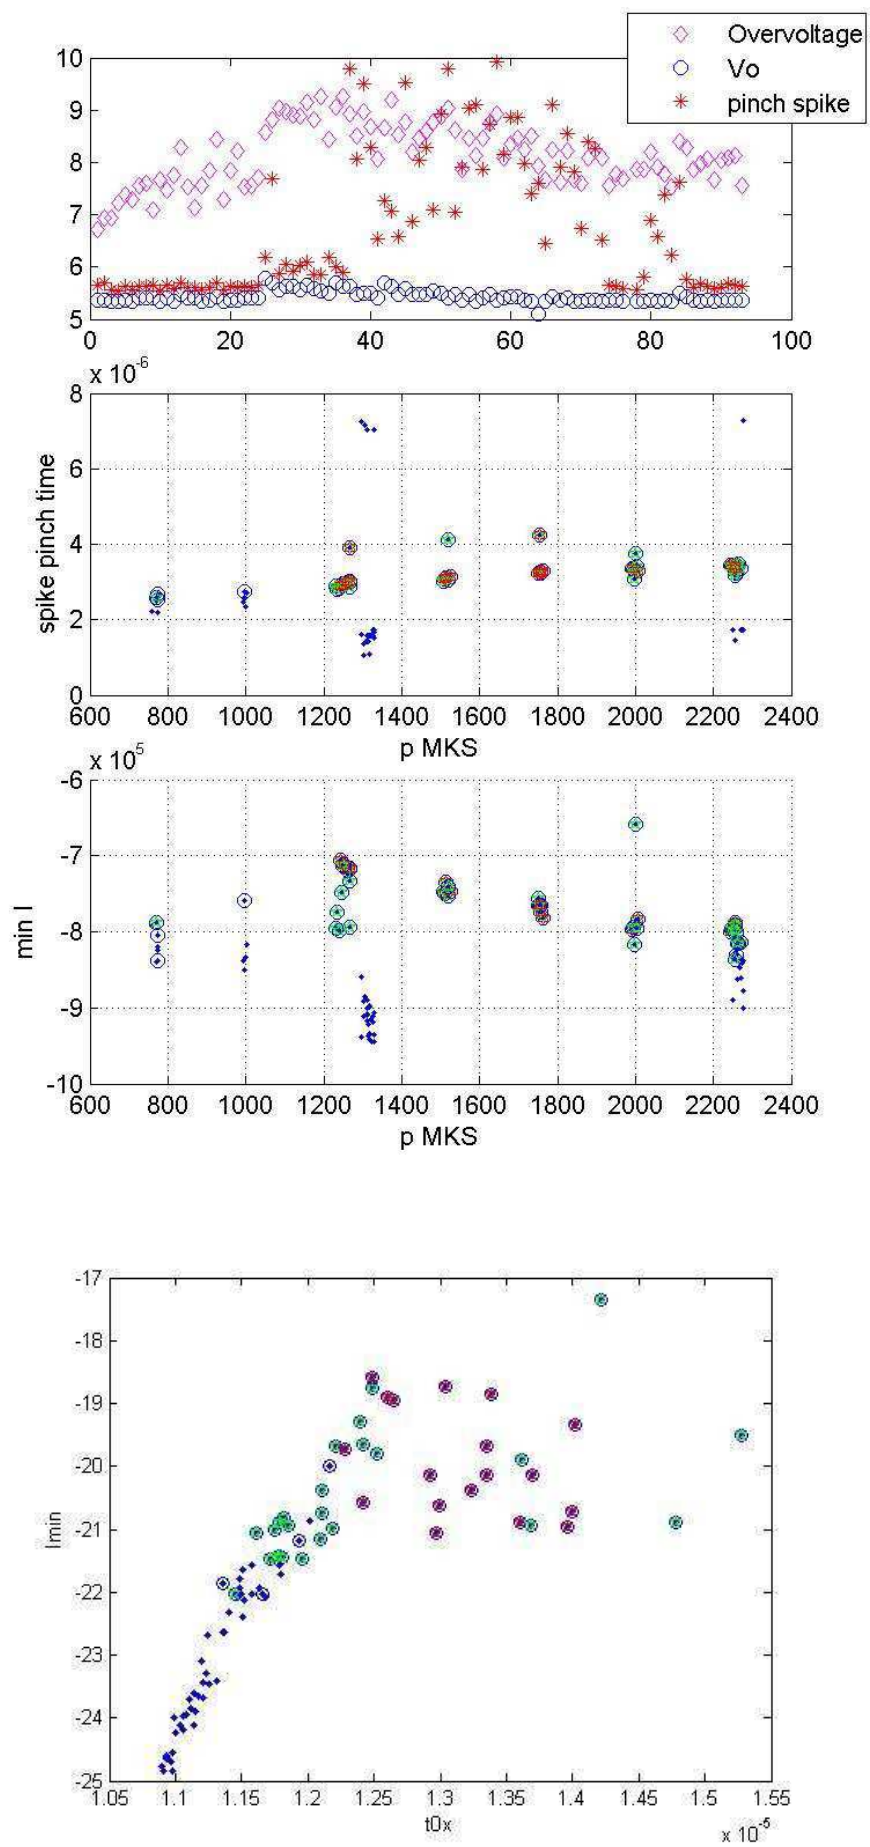 Overvoltage
Vo
pinch spike
10
9
8
7
6
5
0 20 40 60 80 100
x 10^-6
8
6
4
2
0
spike pinch time
600 800 1000 1200 1400 1600 1800 2000 2200 2400
p MKS
x 10^5
-6
-7
-8
-9
-10
min I
600 800 1000 1200 1400 1600 1800 2000 2200 2400
p MKS
-17
-18
-19
-20
-21
-22
-23
-24
-25
Imin
1.05 1.1 1.15 1.2 1.25 1.3 1.35 1.4 1.45 1.5 1.55
t0x
x 10^-5